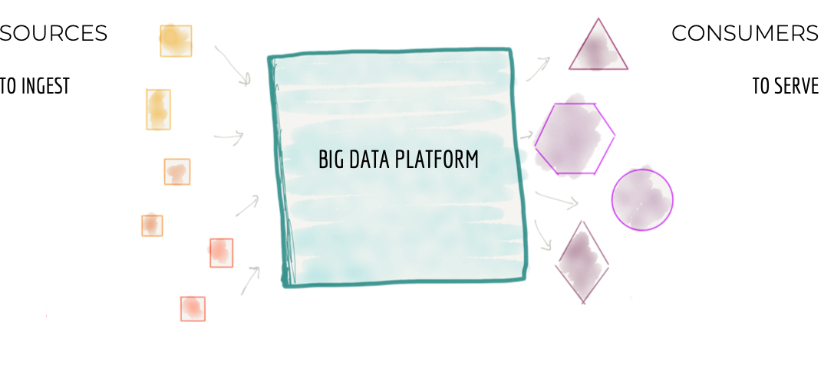 SOURCES
CONSUMERS
TO INGEST
TO SERVE
BIG DATA PLATFORM